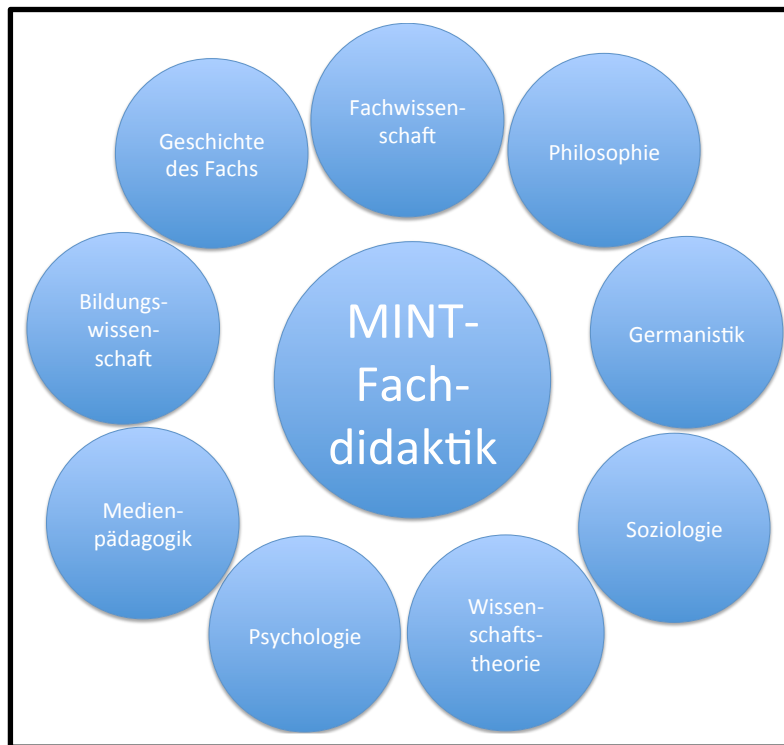 Fachwissen-
schaft
Geschichte
des Fachs
Philosophie
Bildungs-
wissen-
schaft
MINT-
Fach-
didaktik
Germanistik
Medien-
pädagogik
Soziologie
Psychologie
Wissen-
schafts-
theorie